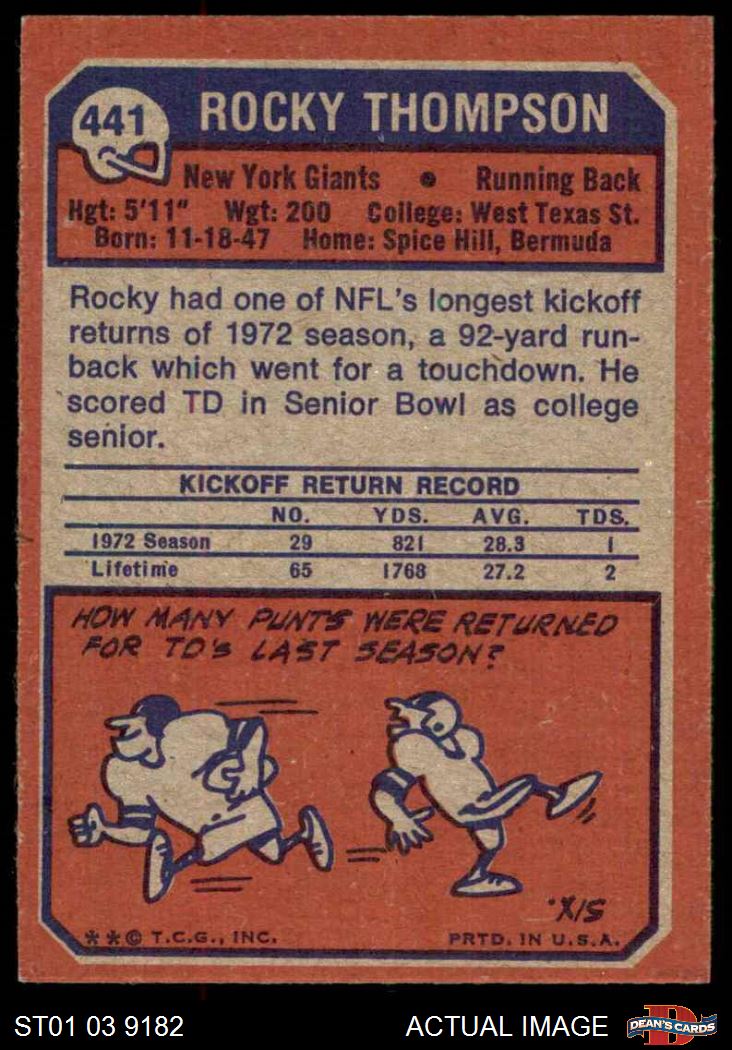 441 ROCKY THOMPSON
New York Giants • Running Back
Hgt: 5'11" Wgt: 200 College: West Texas St.
Born: 11-18-47 Home: Spice Hill, Bermuda
Rocky had one of NFL's longest kickoff
returns of 1972 season, a 92-yard run-
back which went for a touchdown. He
scored TD in Senior Bowl as college
senior.
KICKOFF RETURN RECORD
NO. YDS. AVG. TDS.
1972 Season 29 821 28.3 1
Lifetime 65 1768 27.2 2
HOW MANY PUNTS WERE RETURNED
FOR TD'S LAST SEASON?
SIX.
**© T.C.G., INC. PRTD. IN U.S.A.
ST01 03 9182 ACTUAL IMAGE D DEAN'S CARDS